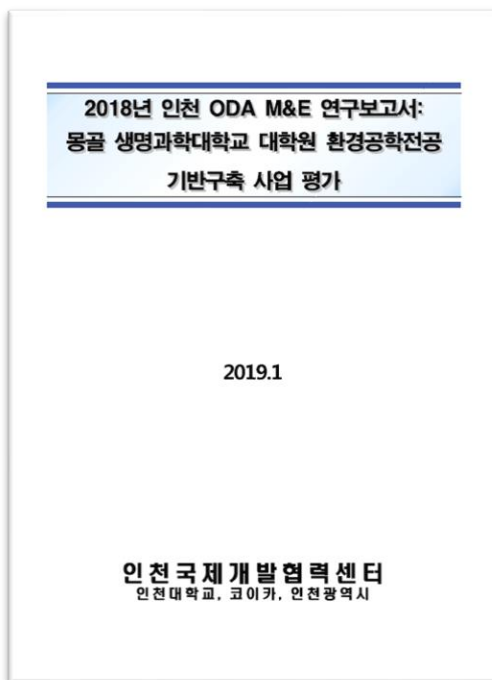 2018년 인천 ODA M&E 연구보고서:
몽골 생명과학대학교 대학원 환경공학전공
기반구축 사업 평가
2019.1
인천국제개발협력센터
인천대학교, 코이카, 인천광역시